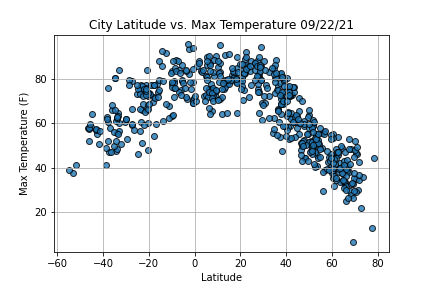 City Latitude vs. Max Temperature 09/22/21
Max Temperature (F)
80
60
40
20
−60 −40 −20 0 20 40 60 80
Latitude